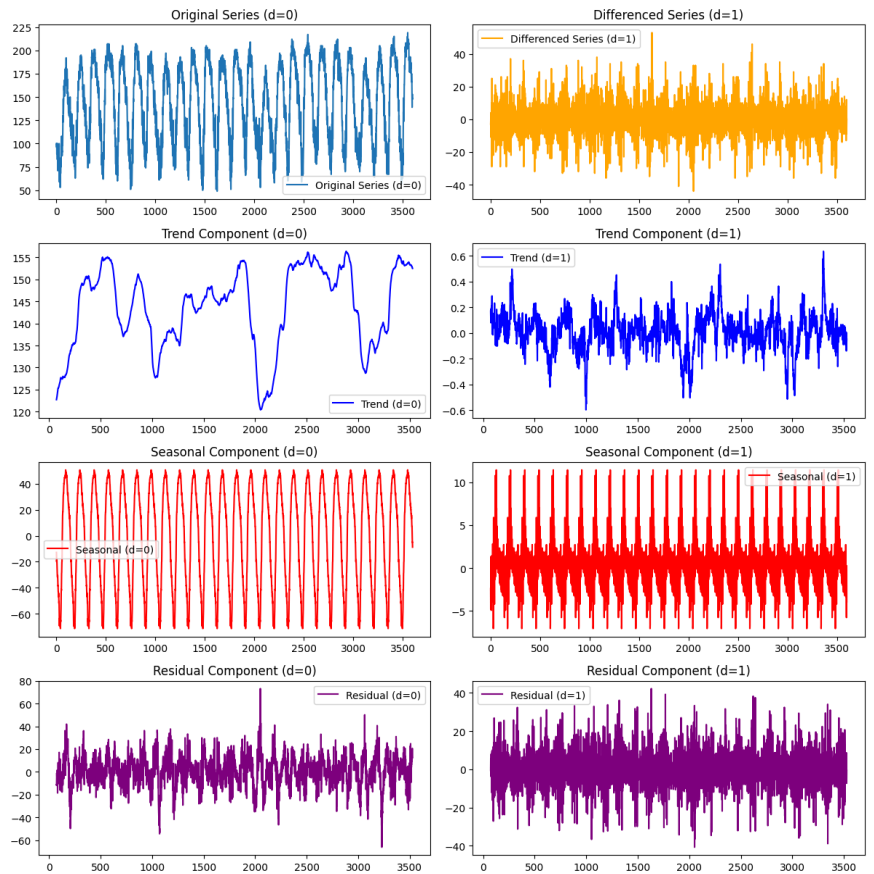 Original Series (d=0)
225
200
175
150
125
100
75
50
Original Series (d=0)
0 500 1000 1500 2000 2500 3000 3500
Differenced Series (d=1)
Differenced Series (d=1)
40
20
0
−20
−40
0 500 1000 1500 2000 2500 3000 3500
Trend Component (d=0)
155
150
145
140
135
130
125
120
Trend (d=0)
0 500 1000 1500 2000 2500 3000 3500
Trend Component (d=1)
Trend (d=1)
0.6
0.4
0.2
0.0
−0.2
−0.4
−0.6
0 500 1000 1500 2000 2500 3000 3500
Seasonal Component (d=0)
40
20
0
Seasonal (d=0)
−20
−40
−60
0 500 1000 1500 2000 2500 3000 3500
Seasonal Component (d=1)
Seasonal (d=1)
10
5
0
−5
0 500 1000 1500 2000 2500 3000 3500
Residual Component (d=0)
80
Residual (d=0)
60
40
20
0
−20
−40
−60
0 500 1000 1500 2000 2500 3000 3500
Residual Component (d=1)
Residual (d=1)
40
20
0
−20
−40
0 500 1000 1500 2000 2500 3000 3500